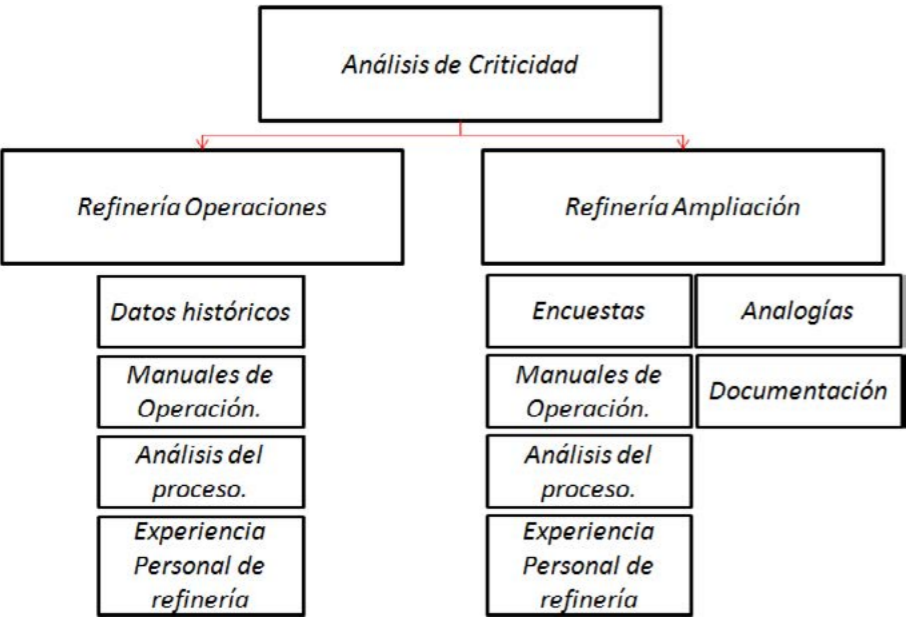 Análisis de Criticidad
Refinería Operaciones
Refinería Ampliación
Datos históricos
Manuales de
Operación.
Análisis del
proceso.
Experiencia
Personal de
refinería
Encuestas
Manuales de
Operación.
Análisis del
proceso.
Experiencia
Personal de
refinería
Analogías
Documentación